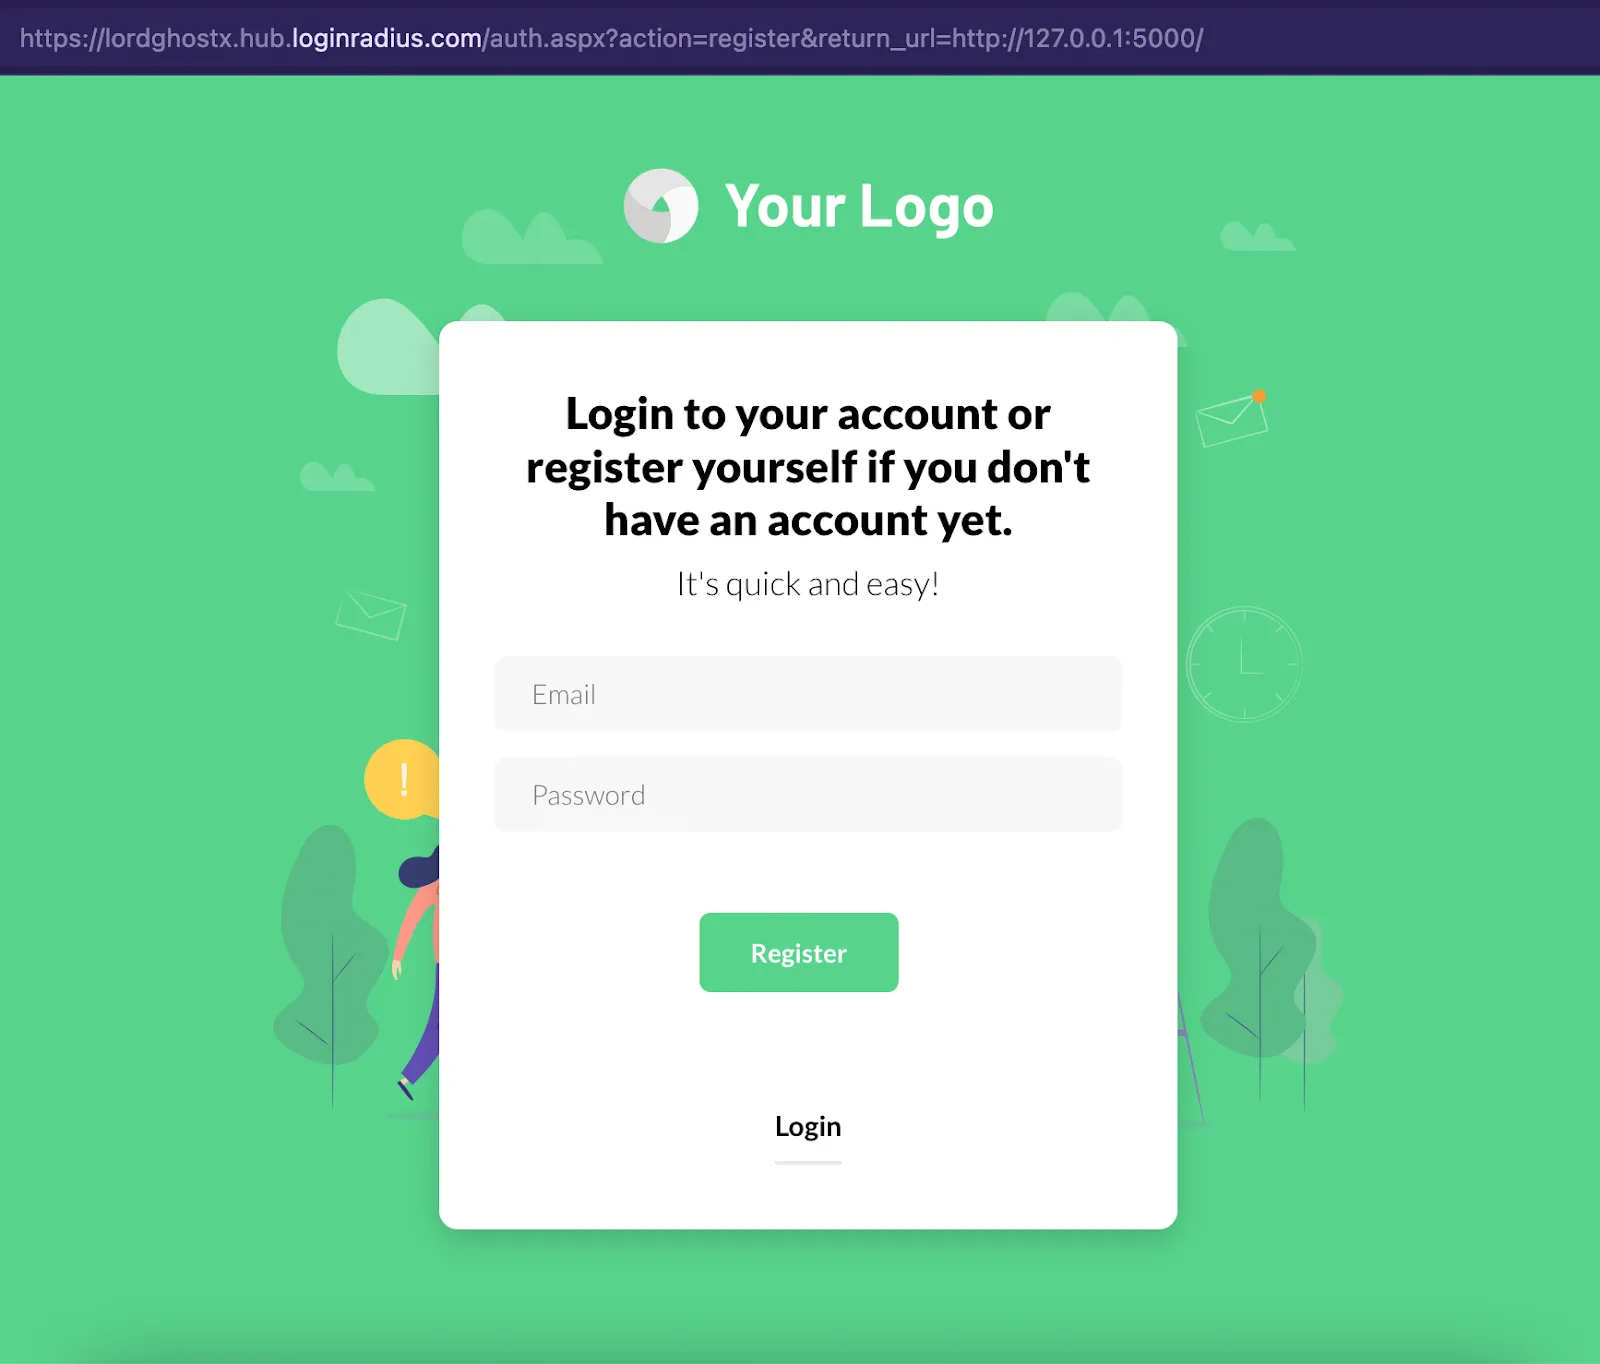 https://lordghostx.hub.loginradius.com/auth.aspx?action=register&return_url=http://127.0.0.1:5000/
Your Logo
Login to your account or
register yourself if you don't
have an account yet.
It's quick and easy!
Email
!
Password
Register
Login